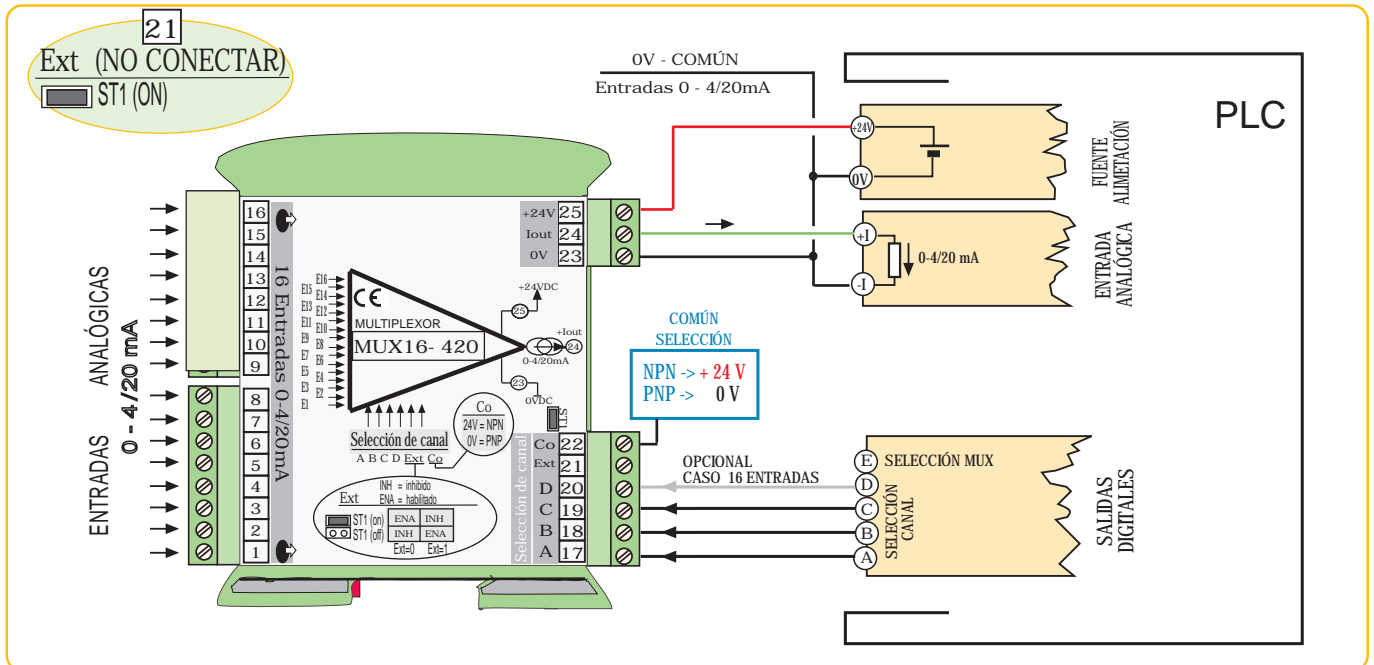 21
Ext (NO CONECTAR)
ST1 (ON)
0V - COMÚN
Entradas 0 - 4/20mA
PLC
+24V
0V
FUENTE
ALIMETACIÓN
+I
-I
0-4/20 mA
ENTRADA
ANALÓGICA
ENTRADAS ANALÓGICAS
0 - 4/20 mA
16
15
14
13
12
11
10
9
8
7
6
5
4
3
2
1
16 Entradas 0-4/20mA
+24V 25
Iout 24
0V 23
E16
E15
E14
E13
E12
E11
E10
E9
E8
E7
E6
E5
E4
E3
E2
E1
CE
MULTIPLEXOR
MUX16- 420
+24VDC
25
+Iout
24
0-4/20mA
23
0VDC
ST1
Co
24V = NPN
0V = PNP
Selección de canal
A B C D Ext Co
INH = inhibido
ENA = habilitado
Ext
ST1 (on) ENA INH
ST1 (off) INH ENA
Ext=0 Ext=1
Selección de canal
Co 22
Ext 21
D 20
C 19
B 18
A 17
COMÚN
SELECCIÓN
NPN -> + 24 V
PNP -> 0 V
OPCIONAL
CASO 16 ENTRADAS
E SELECCIÓN MUX
D
C
B
A
SELECCIÓN
CANAL
SALIDAS
DIGITALES